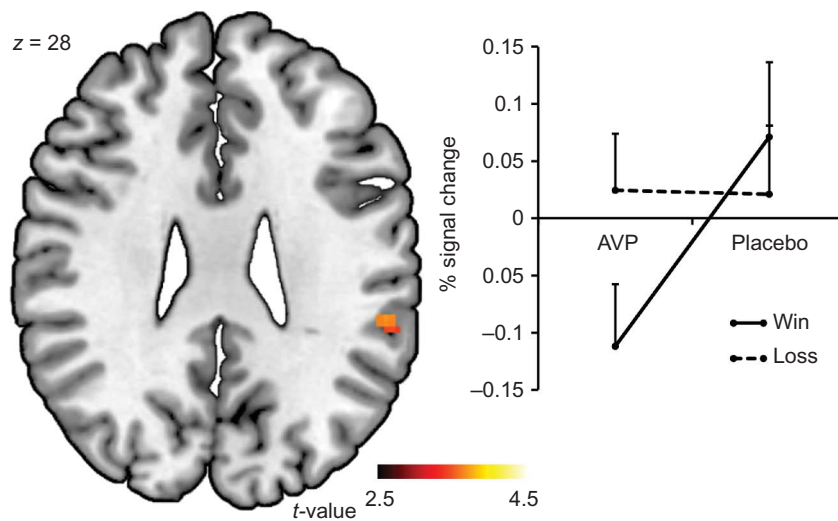 z = 28
t-value
2.5
4.5
% signal change
0.15
0.1
0.05
0
0.05
–0.1
–0.15
AVP
Placebo
Win
Loss